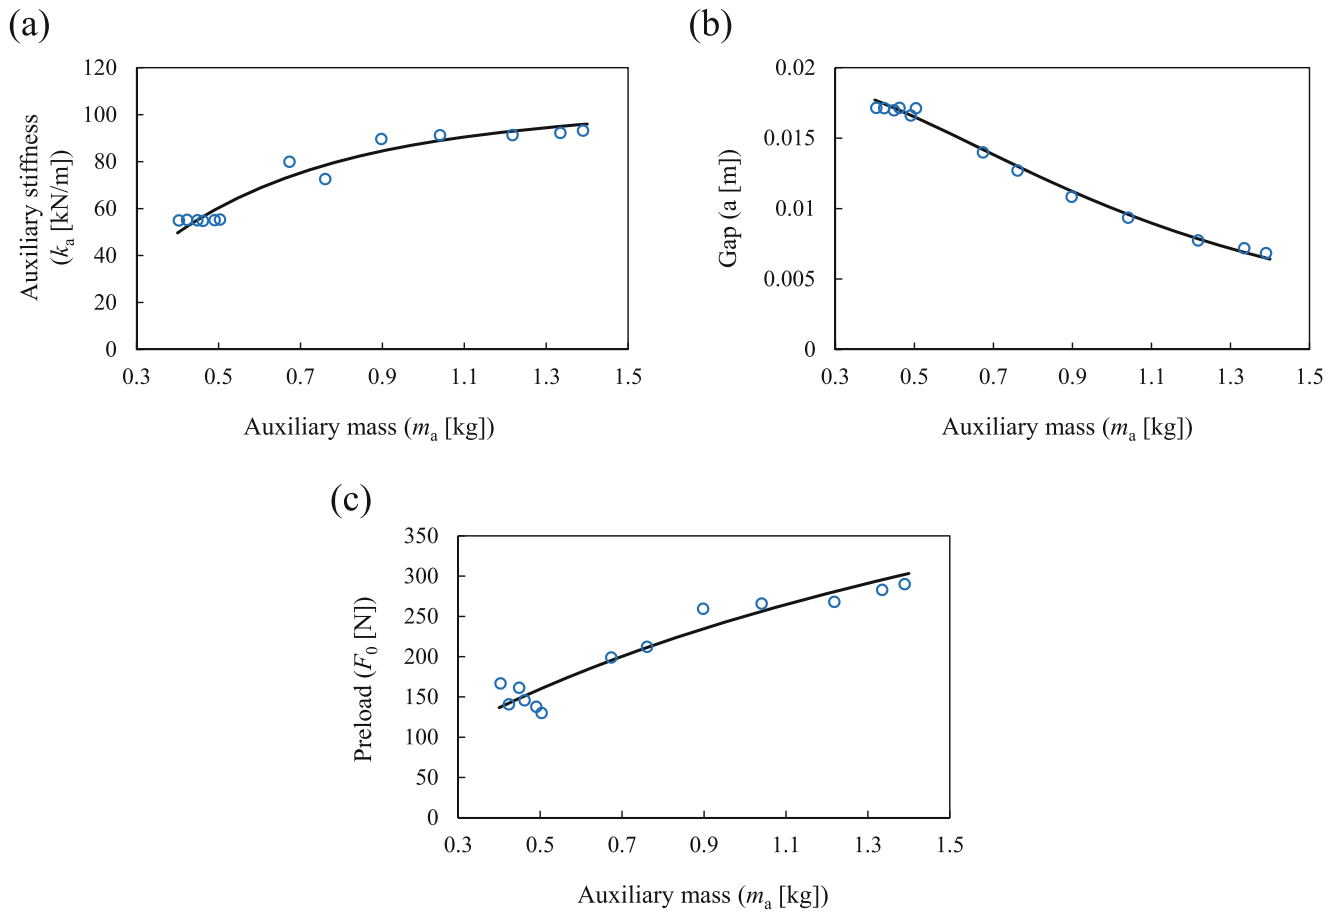 (a)
120
100
80
60
40
20
0
0.3 0.5 0.7 0.9 1.1 1.3 1.5
Auxiliary stiffness
(ka [kN/m])
Auxiliary mass (ma [kg])
(b)
0.02
0.015
0.01
0.005
0
0.3 0.5 0.7 0.9 1.1 1.3 1.5
Gap (a [m])
Auxiliary mass (ma [kg])
(c)
350
300
250
200
150
100
50
0
0.3 0.5 0.7 0.9 1.1 1.3 1.5
Preload (F0 [N])
Auxiliary mass (ma [kg])